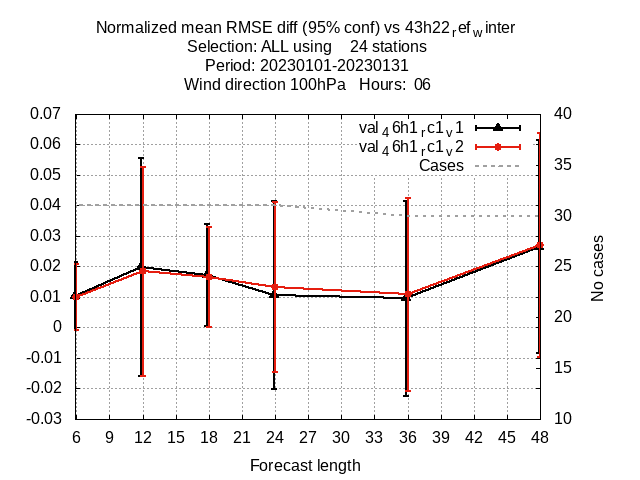 Normalized mean RMSE diff (95% conf) vs 43h22refwinter
Selection: ALL using    24 stations
Period: 20230101-20230131
Wind direction 100hPa   Hours:  06
val46h1rc1v1
val46h1rc1v2
Cases
0.07
0.06
0.05
0.04
0.03
0.02
0.01
0
-0.01
-0.02
-0.03
40
35
30
25
20
15
10
No cases
6 9 12 15 18 21 24 27 30 33 36 39 42 45 48
Forecast length